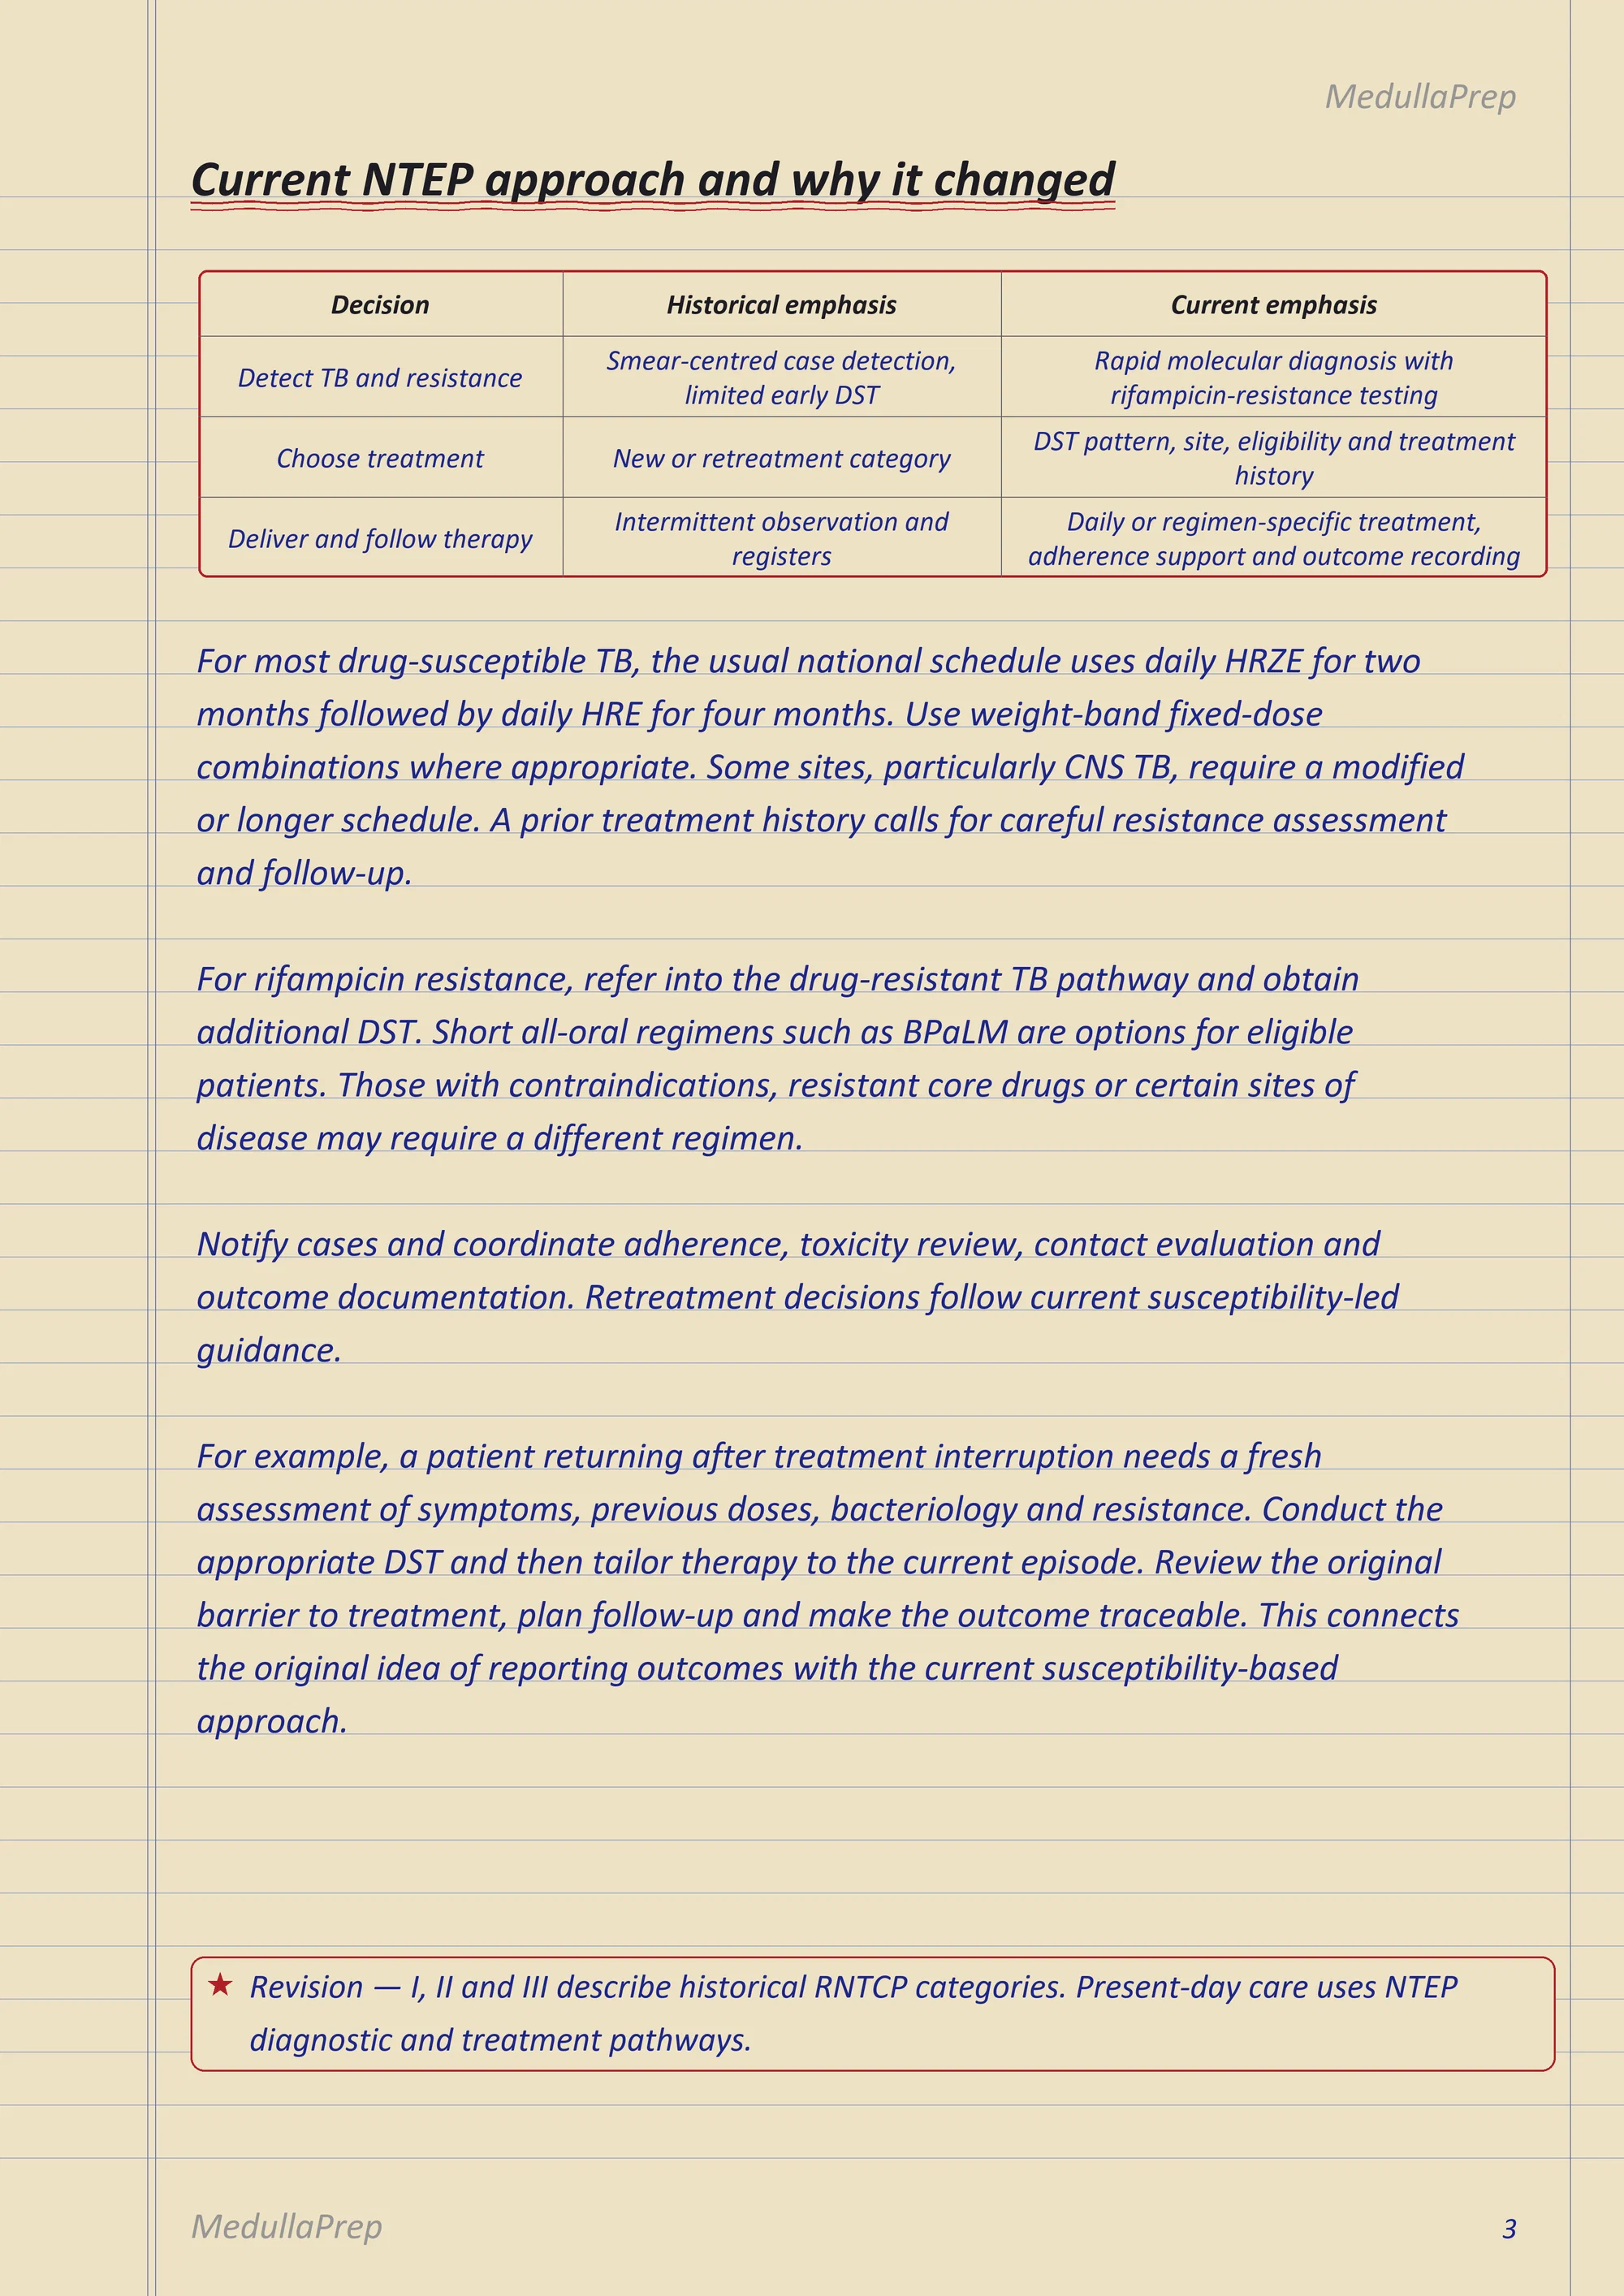 MedullaPrep
Current NTEP approach and why it changed
Decision
Historical emphasis
Current emphasis
Detect TB and resistance
Smear-centred case detection,
limited early DST
Rapid molecular diagnosis with
rifampicin-resistance testing
Choose treatment
New or retreatment category
DST pattern, site, eligibility and treatment
history
Deliver and follow therapy
Intermittent observation and
registers
Daily or regimen-specific treatment,
adherence support and outcome recording
For most drug-susceptible TB, the usual national schedule uses daily HRZE for two
months followed by daily HRE for four months. Use weight-band fixed-dose
combinations where appropriate. Some sites, particularly CNS TB, require a modified
or longer schedule. A prior treatment history calls for careful resistance assessment
and follow-up.
For rifampicin resistance, refer into the drug-resistant TB pathway and obtain
additional DST. Short all-oral regimens such as BPaLM are options for eligible
patients. Those with contraindications, resistant core drugs or certain sites of
disease may require a different regimen.
Notify cases and coordinate adherence, toxicity review, contact evaluation and
outcome documentation. Retreatment decisions follow current susceptibility-led
guidance.
For example, a patient returning after treatment interruption needs a fresh
assessment of symptoms, previous doses, bacteriology and resistance. Conduct the
appropriate DST and then tailor therapy to the current episode. Review the original
barrier to treatment, plan follow-up and make the outcome traceable. This connects
the original idea of reporting outcomes with the current susceptibility-based
approach.
★ Revision — I, II and III describe historical RNTCP categories. Present-day care uses NTEP
diagnostic and treatment pathways.
MedullaPrep
3